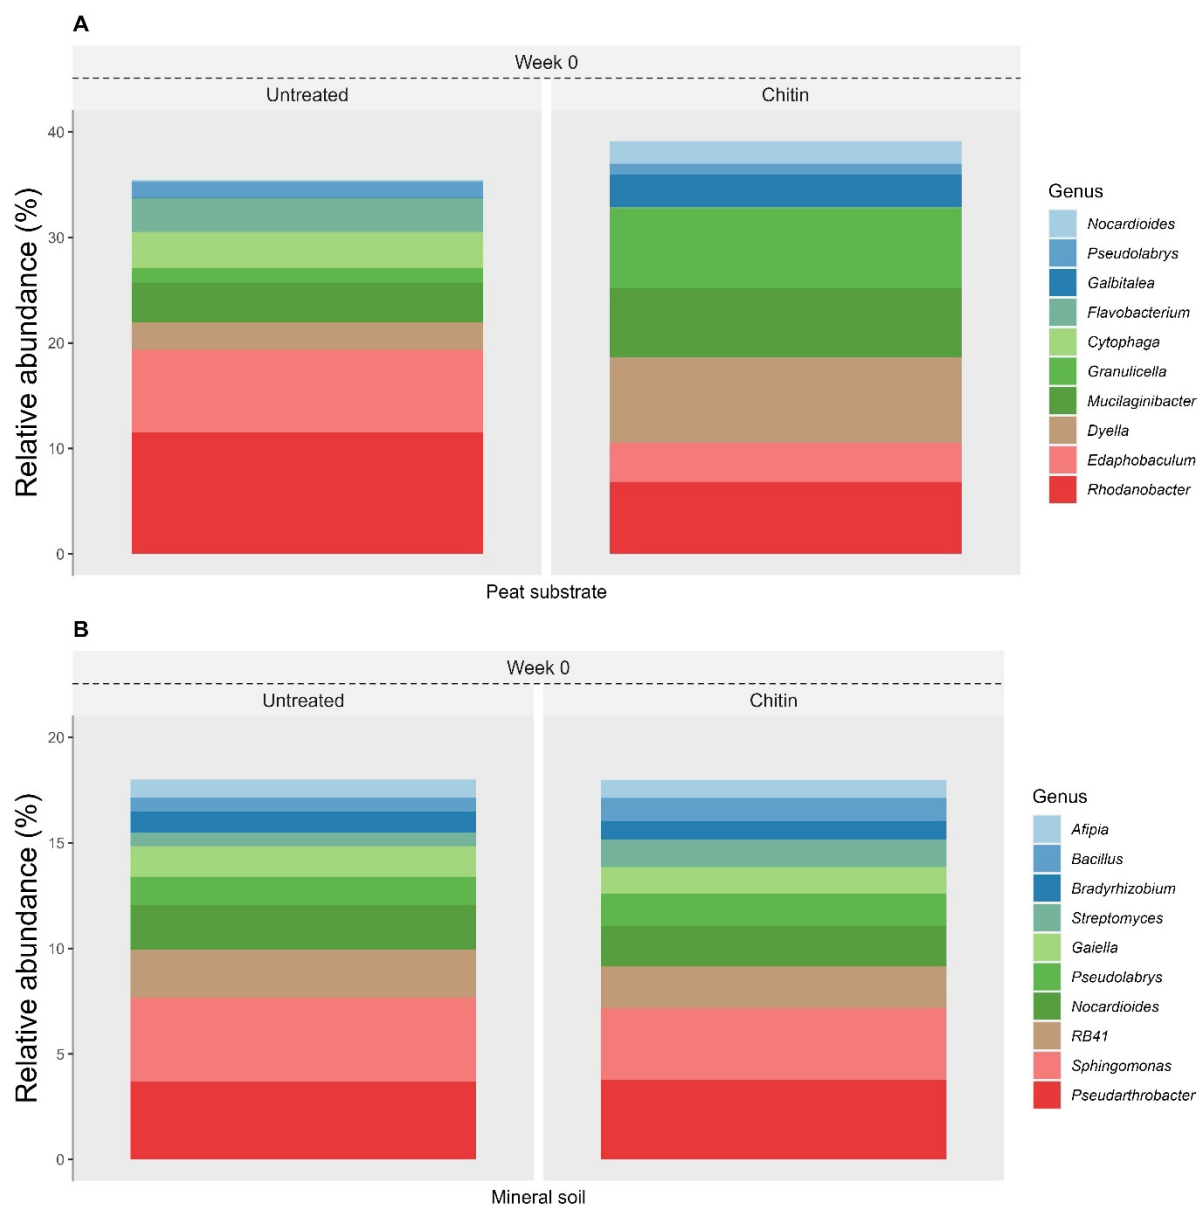 A
Week 0
Untreated
Chitin
Relative abundance (%)
40
30
20
10
0
Peat substrate
Genus
Nocardioides
Pseudolabrys
Galbitalea
Flavobacterium
Cytophaga
Granulicella
Mucilaginibacter
Dyella
Edaphobaculum
Rhodanobacter
B
Week 0
Untreated
Chitin
Relative abundance (%)
20
15
10
5
0
Mineral soil
Genus
Afipia
Bacillus
Bradyrhizobium
Streptomyces
Gaiella
Pseudolabrys
Nocardioides
RB41
Sphingomonas
Pseudarthrobacter